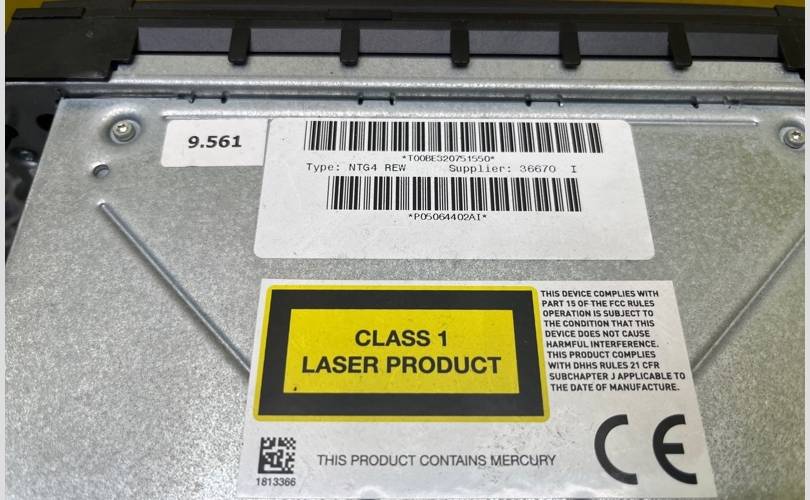 9.561
*T00BE320751550*
Type: NTG4 REW Supplier: 36670 I
*P05064402AI*
CLASS 1
LASER PRODUCT
THIS DEVICE COMPLIES WITH
PART 15 OF THE FCC RULES
OPERATION IS SUBJECT TO
THE CONDITION THAT THIS
DEVICE DOES NOT CAUSE
HARMFUL INTERFERENCE.
THIS PRODUCT COMPLIES
WITH DHHS RULES 21 CFR
SUBCHAPTER J APPLICABLE TO
THE DATE OF MANUFACTURE.
1813366
THIS PRODUCT CONTAINS MERCURY
CE